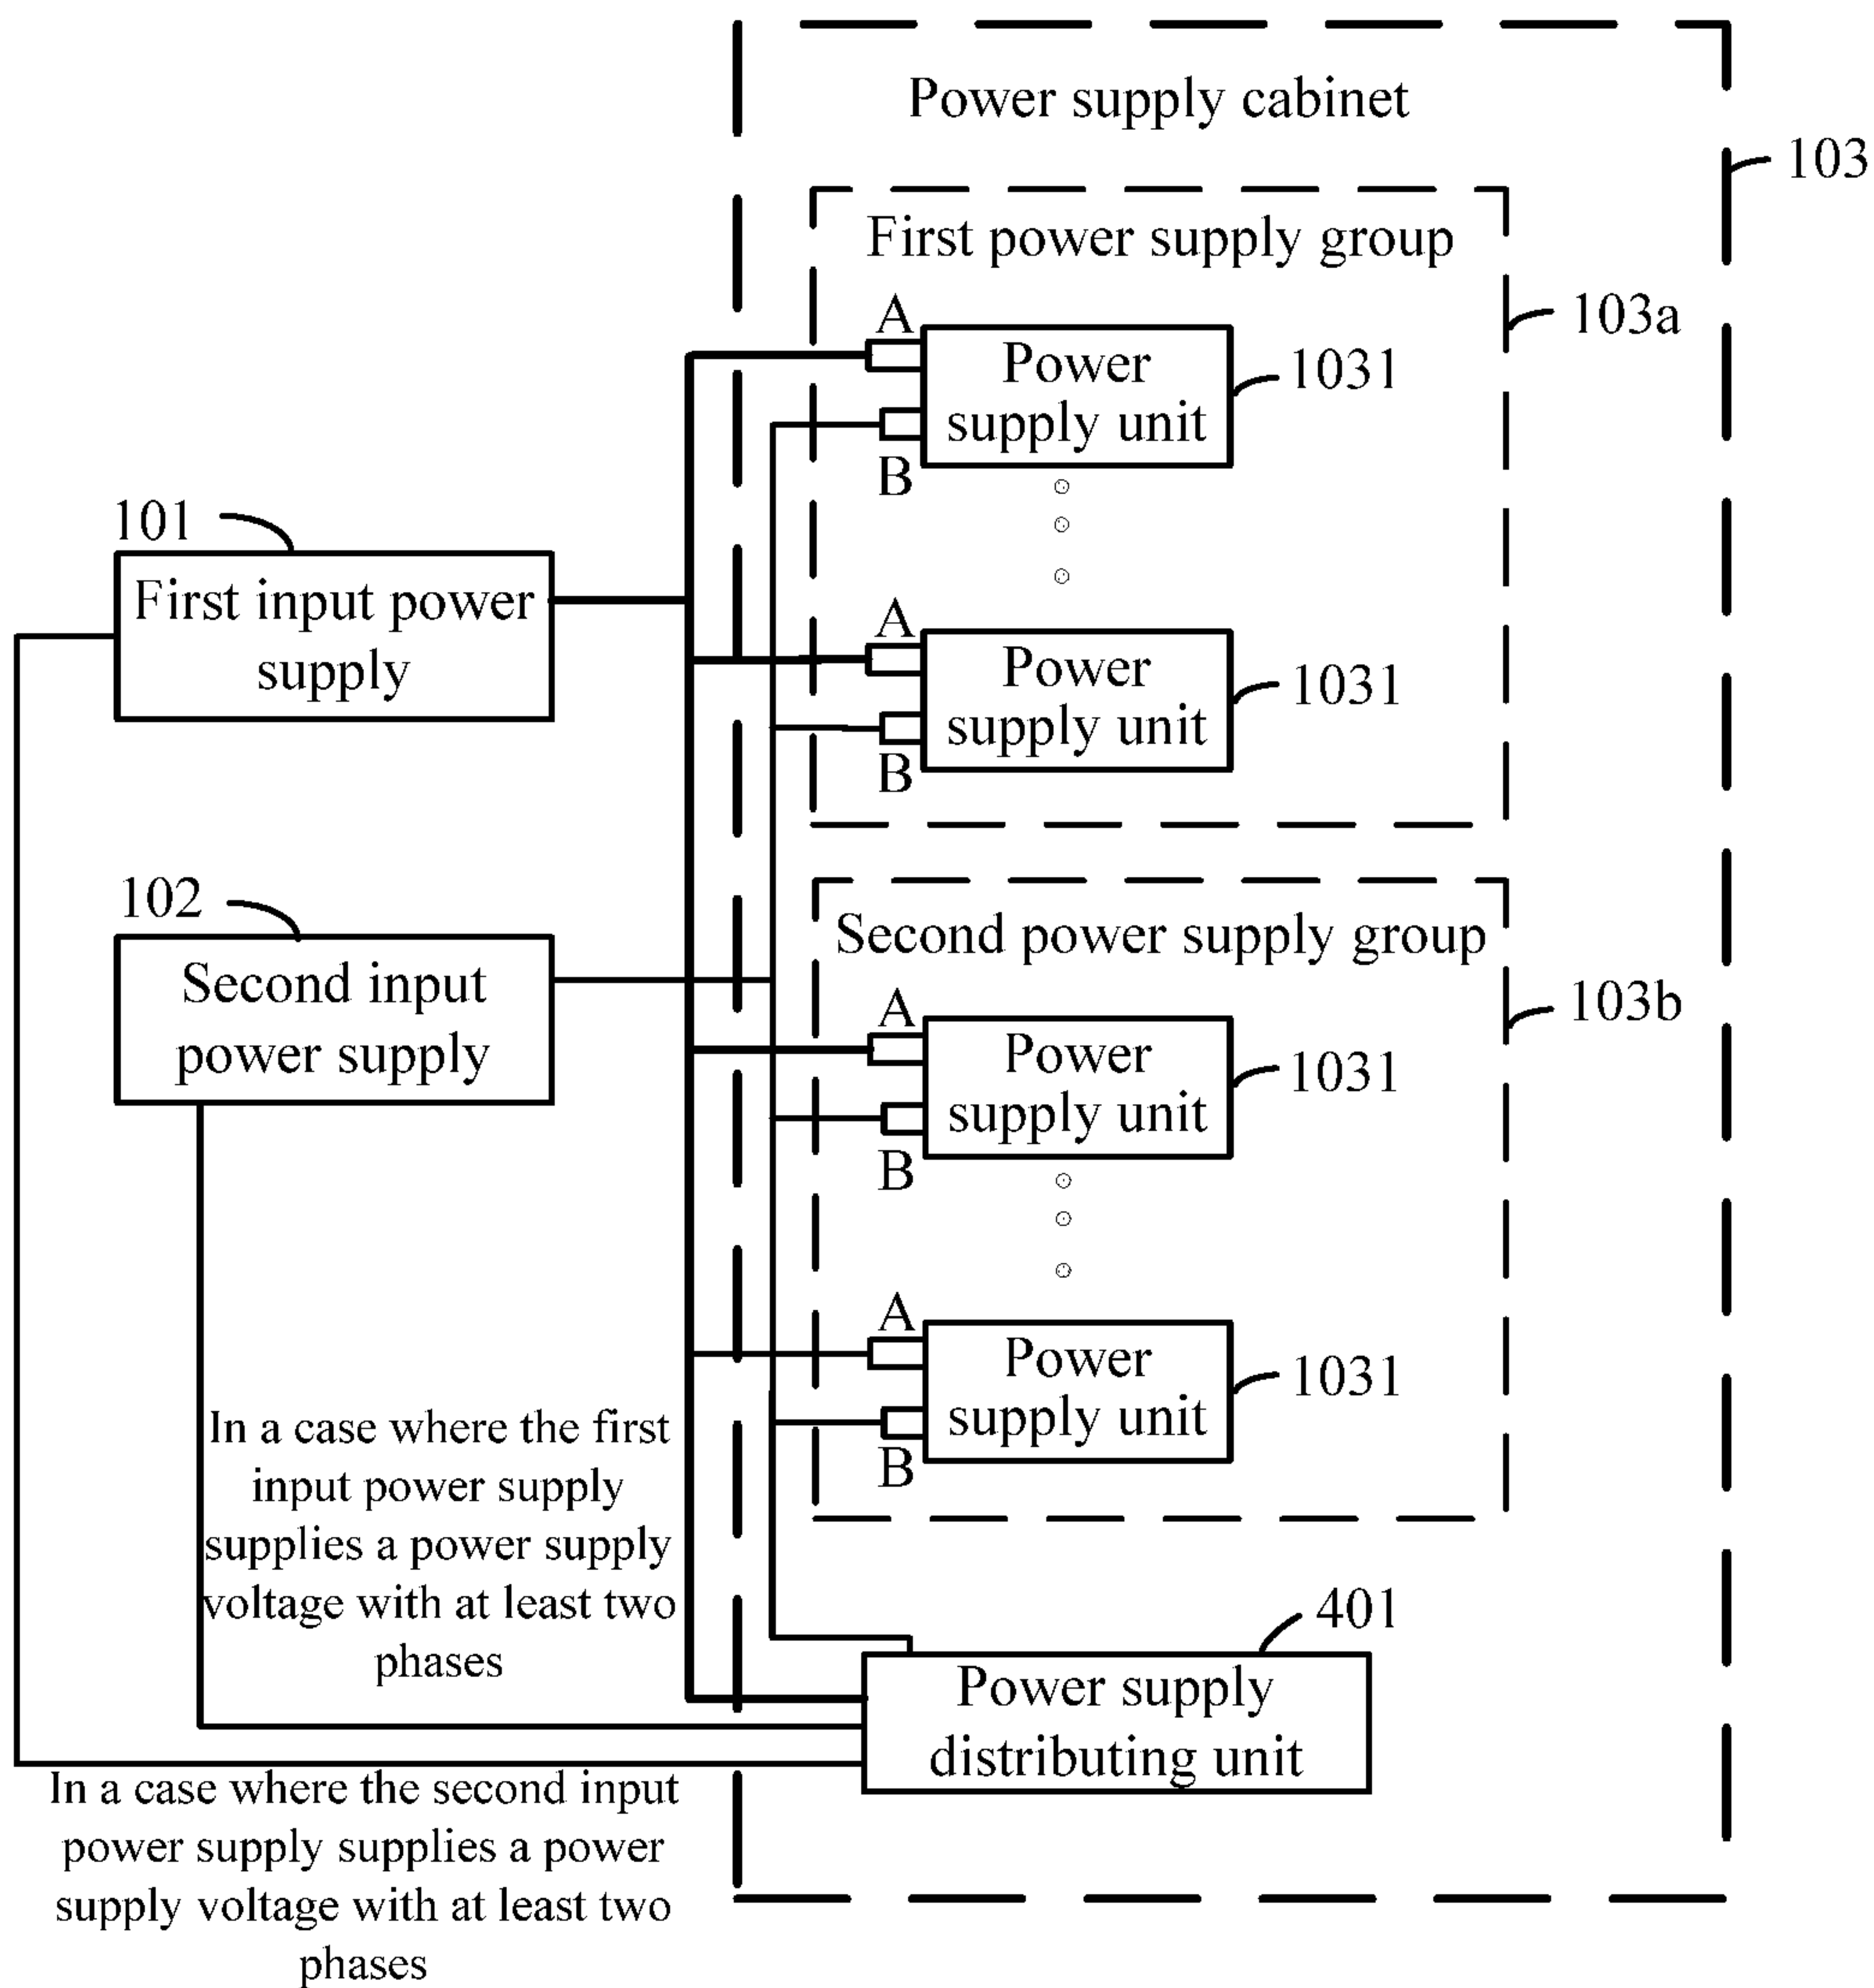 Power supply cabinet
103
First power supply group
103a
A
Power
supply unit
1031
B
101
First input power
supply
A
Power
supply unit
1031
B
102
Second input
power supply
Second power supply group
103b
A
Power
supply unit
1031
B
A
Power
supply unit
1031
B
In a case where the first
input power supply
supplies a power supply
voltage with at least two
phases
401
Power supply
distributing unit
In a case where the second input
power supply supplies a power
supply voltage with at least two
phases